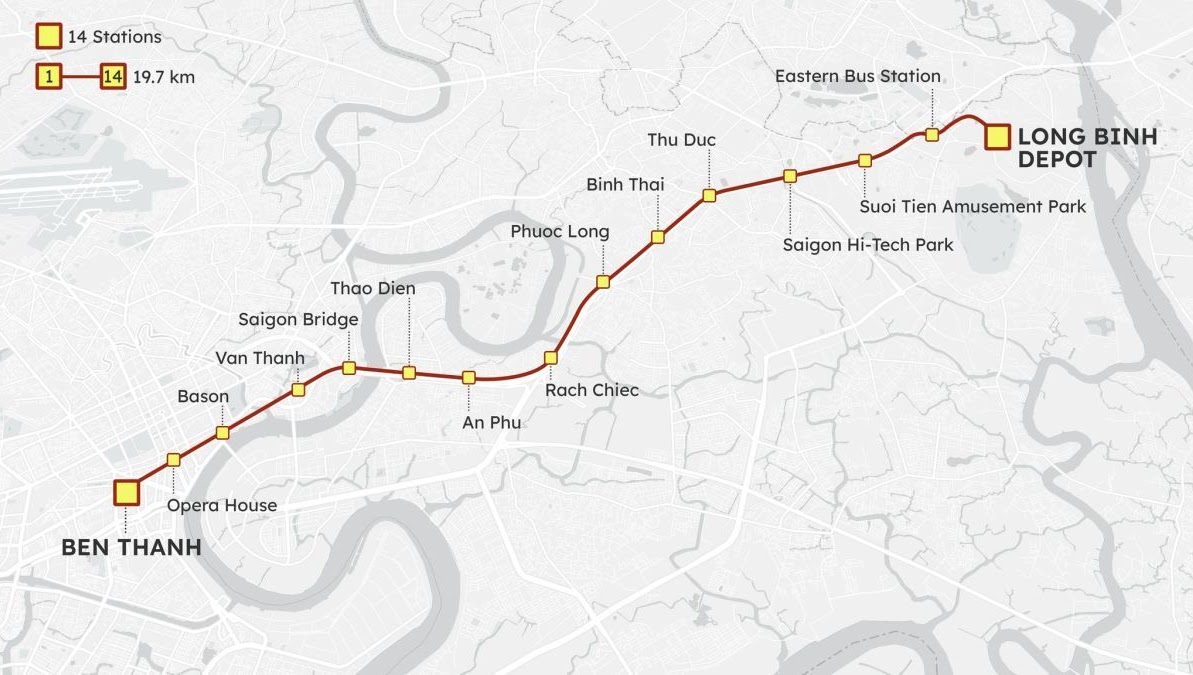 14 Stations
1 14 19.7 km
Eastern Bus Station
LONG BINH
DEPOT
Thu Duc
Binh Thai
Suoi Tien Amusement Park
Phuoc Long
Saigon Hi-Tech Park
Thao Dien
Saigon Bridge
Van Thanh
Bason
Rach Chiec
An Phu
Opera House
BEN THANH